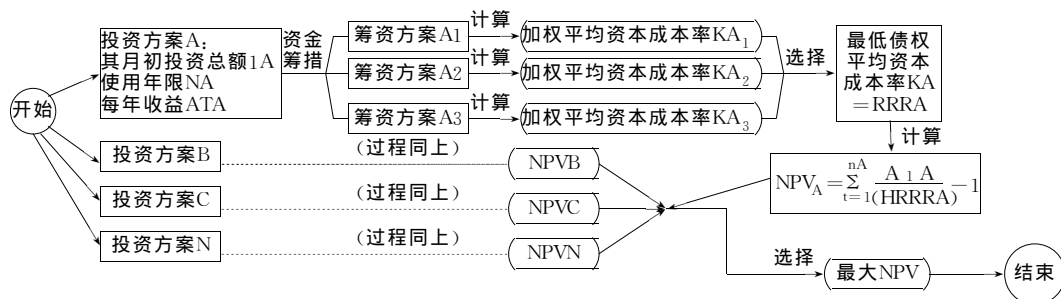 开始
投资方案A:
其月初投资总额1A
使用年限NA
每年收益ATA
资金
筹措
筹资方案A1
计算
加权平均资本成本率KA1
筹资方案A2
计算
加权平均资本成本率KA2
筹资方案A3
计算
加权平均资本成本率KA3
选择
最低债权
平均资本
成本率KA
=RRRA
计算
NPVA=Σ(t=1, nA) A1A/(HRRRA)-1
投资方案B
(过程同上)
NPVB
投资方案C
(过程同上)
NPVC
投资方案N
(过程同上)
NPVN
选择
最大NPV
结束